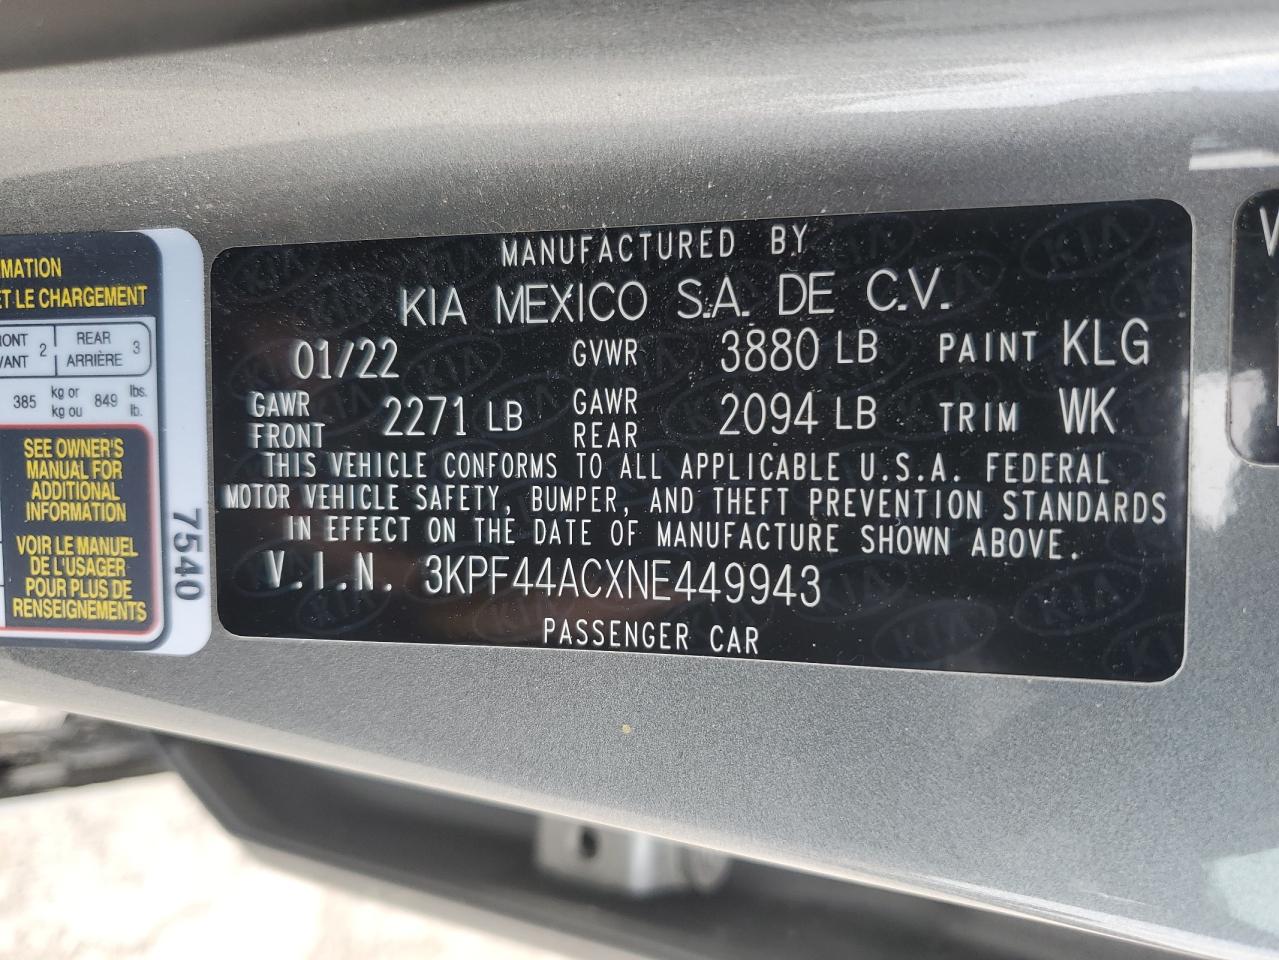 MATION
ET LE CHARGEMENT
2 REAR
ARRIÈRE 3
385 kg or 849 lbs.
kg ou lb.
SEE OWNER'S
MANUAL FOR
ADDITIONAL
INFORMATION
VOIR LE MANUEL
DE L'USAGER
POUR PLUS DE
RENSEIGNEMENTS
7540
MANUFACTURED BY
KIA MEXICO S.A. DE C.V.
01/22 GVWR 3880 LB PAINT KLG
GAWR FRONT 2271 LB GAWR REAR 2094 LB TRIM WK
THIS VEHICLE CONFORMS TO ALL APPLICABLE U.S.A. FEDERAL
MOTOR VEHICLE SAFETY, BUMPER, AND THEFT PREVENTION STANDARDS
IN EFFECT ON THE DATE OF MANUFACTURE SHOWN ABOVE.
V.I.N. 3KPF44ACXNE449943
PASSENGER CAR
V